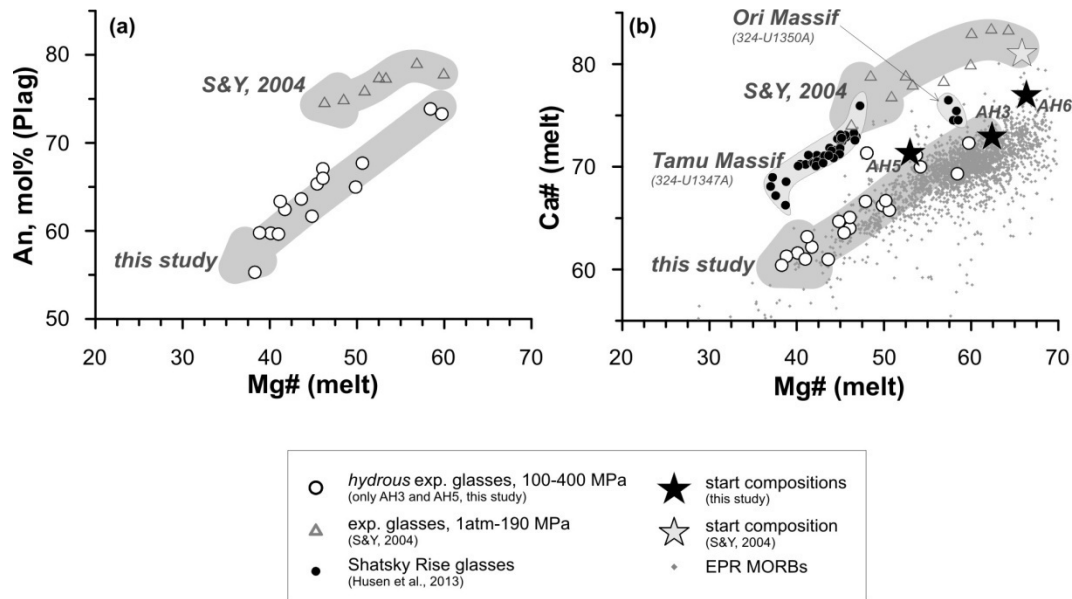 (a)
An, mol% (Plag)
80
70
60
50
S&Y, 2004
this study
20 30 40 50 60 70
Mg# (melt)
(b)
Ca# (melt)
80
70
60
Ori Massif
(324-U1350A)
S&Y, 2004
Tamu Massif
(324-U1347A)
AH6
AH3
AH5
this study
20 30 40 50 60 70
Mg# (melt)
hydrous exp. glasses, 100-400 MPa
(only AH3 and AH5, this study)
exp. glasses, 1atm-190 MPa
(S&Y, 2004)
Shatsky Rise glasses
(Husen et al., 2013)
start compositions
(this study)
start composition
(S&Y, 2004)
EPR MORBs